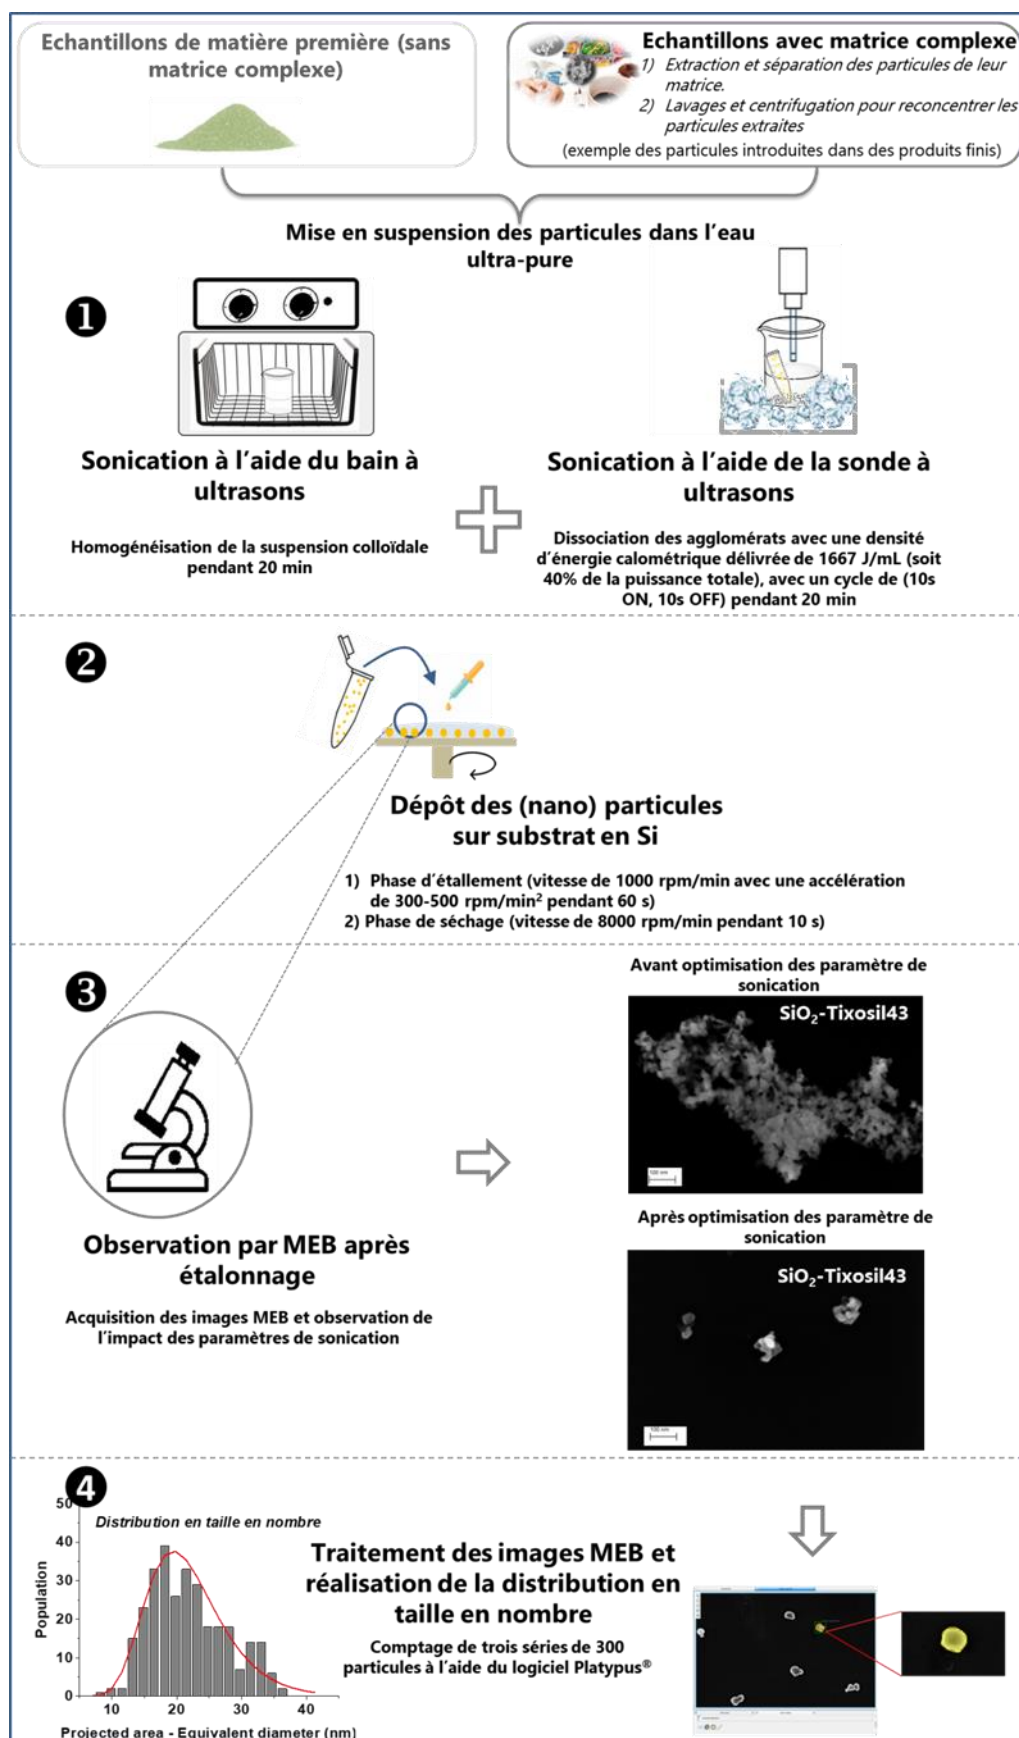 Echantillons de matière première (sans
matrice complexe)
Echantillons avec matrice complexe
1) Extraction et séparation des particules de leur
matrice.
2) Lavages et centrifugation pour reconcentrer les
particules extraites
(exemple des particules introduites dans des produits finis)
Mise en suspension des particules dans l'eau
ultra-pure
1
Sonication à l'aide du bain à
ultrasons
Homogénéisation de la suspension colloïdale
pendant 20 min
Sonication à l'aide de la sonde à
ultrasons
Dissociation des agglomérats avec une densité
d'énergie calométrique délivrée de 1667 J/mL (soit
40% de la puissance totale), avec un cycle de (10s
ON, 10s OFF) pendant 20 min
2
Dépôt des (nano) particules
sur substrat en Si
1) Phase d'étallement (vitesse de 1000 rpm/min avec une accélération
de 300-500 rpm/min² pendant 60 s)
2) Phase de séchage (vitesse de 8000 rpm/min pendant 10 s)
3
Observation par MEB après
étalonnage
Acquisition des images MEB et observation de
l'impact des paramètres de sonication
Avant optimisation des paramètre de
sonication
SiO₂-Tixosil43
100 nm
Après optimisation des paramètre de
sonication
SiO₂-Tixosil43
100 nm
4
Distribution en taille en nombre
Population
50
40
30
20
10
0
10
20
30
40
Projected area - Equivalent diameter (nm)
Traitement des images MEB et
réalisation de la distribution en
taille en nombre
Comptage de trois séries de 300
particules à l'aide du logiciel Platypus®